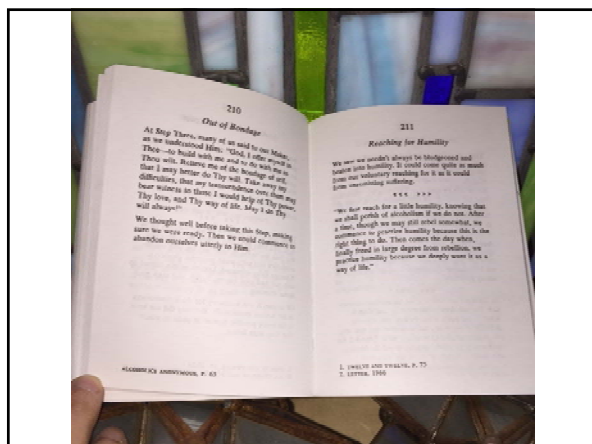 210
Out of Bondage
At Step Three, many of us said to our Maker,
as we understood Him: "God, I offer myself to
Thee—to build with me and to do with me as
Thou wilt. Relieve me of the bondage of self,
that I may better do Thy will. Take away my
difficulties, that my transcendence over them may
bear witness to those I would help of Thy power,
Thy love, and Thy way of life. May I do Thy
will always!"
We thought well before taking this Step, making
sure we were ready. Then we could commence to
abandon ourselves utterly to Him.
ALCOHOLICS ANONYMOUS, P. 63
211
Reaching for Humility
We saw we needn't always be bludgeoned and
beaten into humility. It could come quite as much
from our voluntary reaching for it as it could
from unremitting suffering.
"We first reach for a little humility, knowing that
we shall perish of alcoholism if we do not. After
a time, though we may still rebel somewhat, we
commence to practice humility because this is the
right thing to do. Then comes the day when,
finally freed in large degree from rebellion, we
practice humility because we deeply want it as a
way of life."
1. TWELVE AND TWELVE, P. 75
2. LETTER, 1966